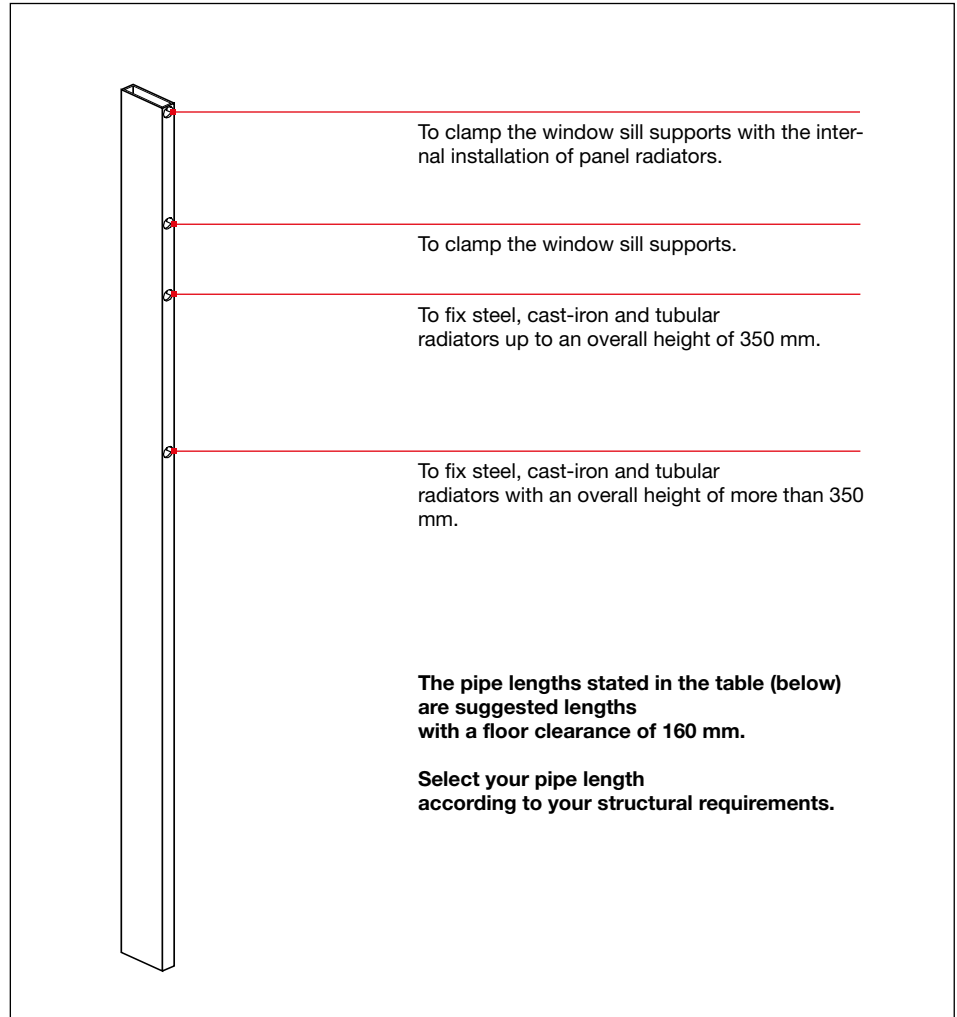 To clamp the window sill supports with the inter-
nal installation of panel radiators.
To clamp the window sill supports.
To fix steel, cast-iron and tubular
radiators up to an overall height of 350 mm.
To fix steel, cast-iron and tubular
radiators with an overall height of more than 350
mm.
The pipe lengths stated in the table (below)
are suggested lengths
with a floor clearance of 160 mm.
Select your pipe length
according to your structural requirements.